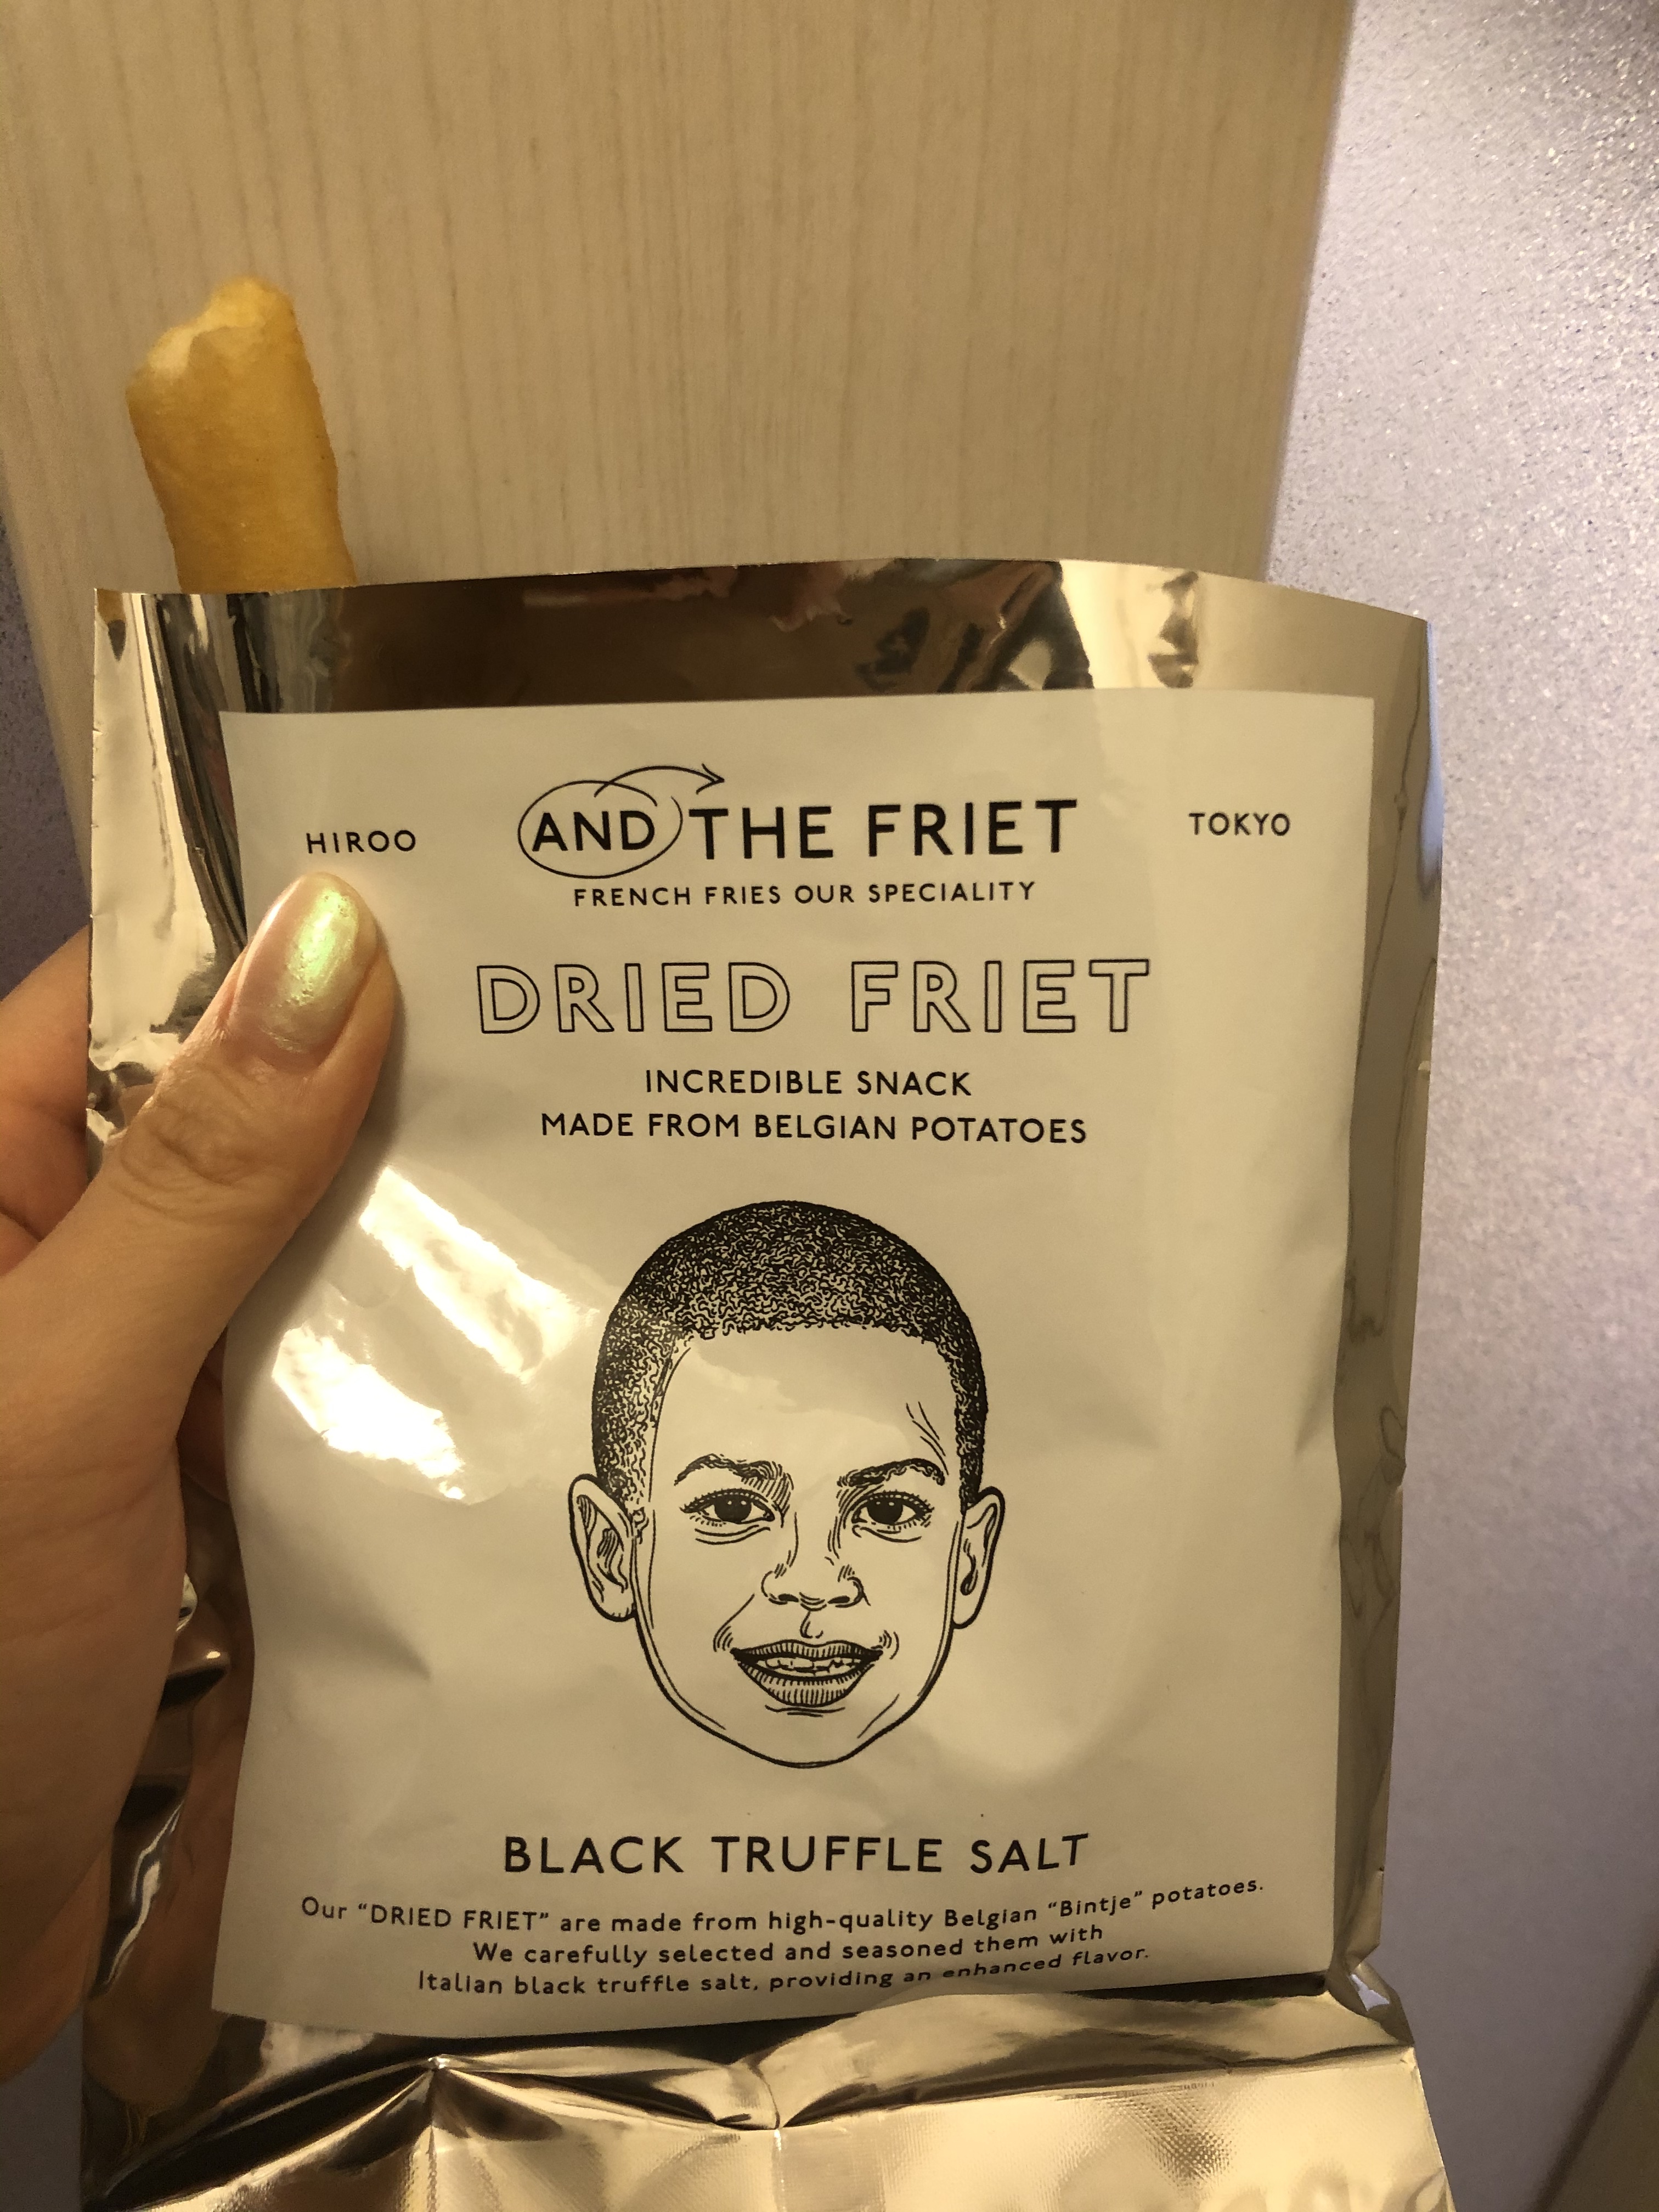 HIROO
AND THE FRIET
TOKYO
FRENCH FRIES OUR SPECIALITY
DRIED FRIET
INCREDIBLE SNACK
MADE FROM BELGIAN POTATOES
BLACK TRUFFLE SALT
Our “DRIED FRIET” are made from high-quality Belgian “Bintje” potatoes.
We carefully selected and seasoned them with
Italian black truffle salt, providing an enhanced flavor.